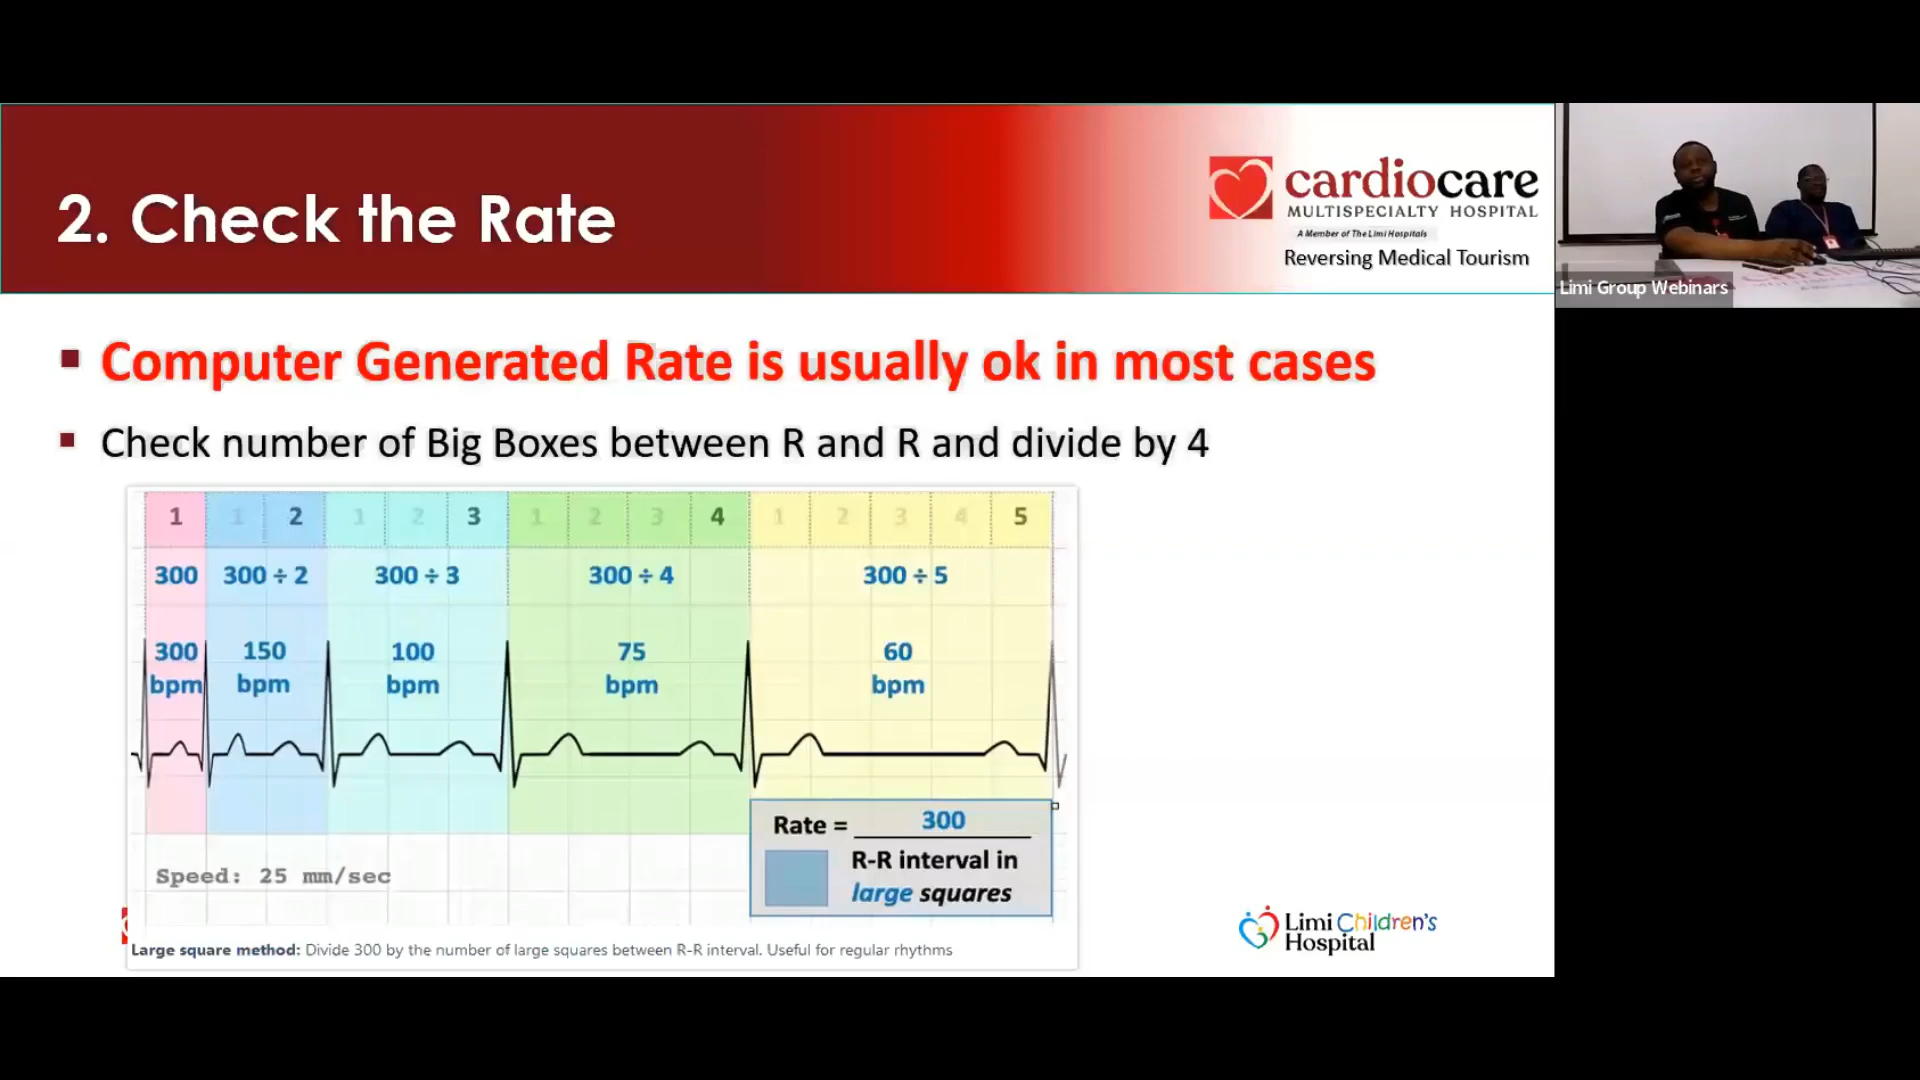 2. Check the Rate
cardiocare
MULTISPECIALTY HOSPITAL
A Member of The Limi Hospitals
Reversing Medical Tourism
Limi Group Webinars
Computer Generated Rate is usually ok in most cases
Check number of Big Boxes between R and R and divide by 4
1 1 2 1 2 3 1 2 3 4 1 2 3 4 5
300 300 ÷ 2 300 ÷ 3 300 ÷ 4 300 ÷ 5
300 150 100 75 60
bpm bpm bpm bpm bpm
Rate = 300
R-R interval in
large squares
Speed: 25 mm/sec
Large square method: Divide 300 by the number of large squares between R-R interval. Useful for regular rhythms
Limi Children's
Hospital